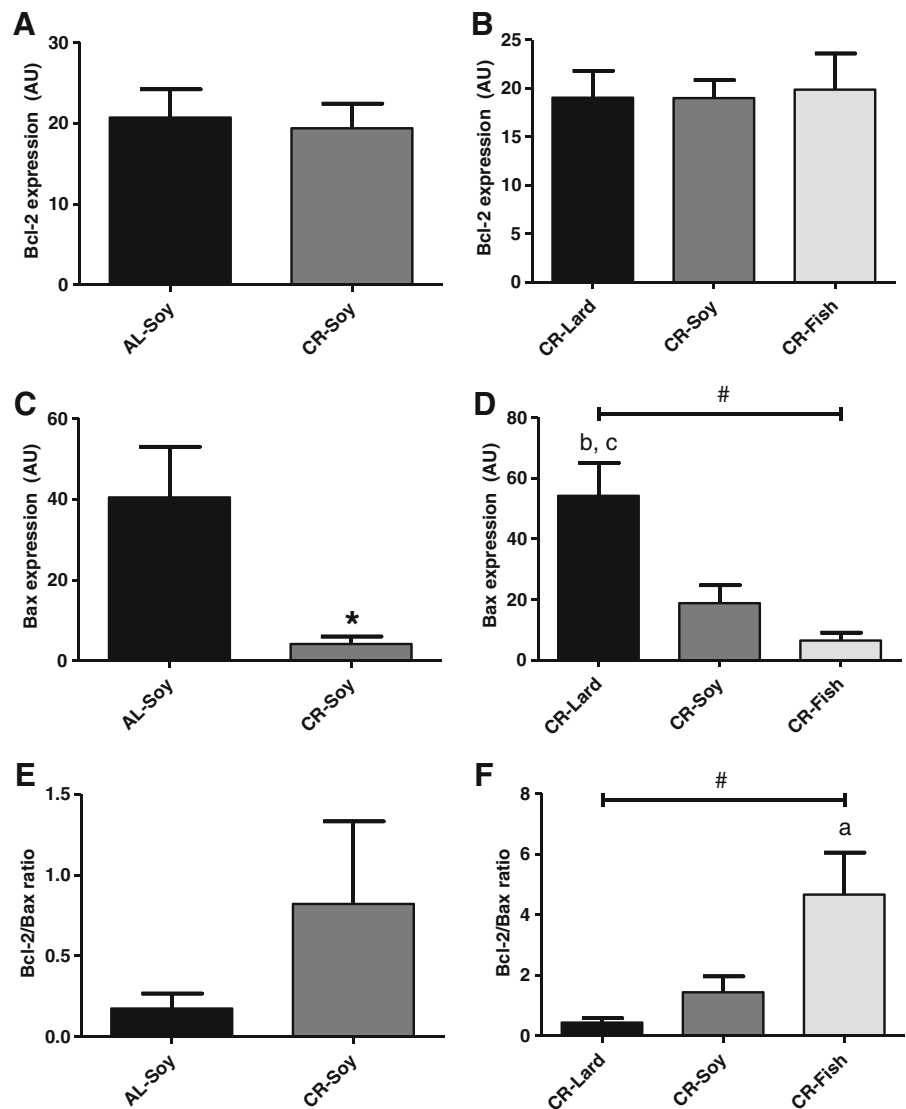 A
Bcl-2 expression (AU)
30
20
10
0
AL-Soy
CR-Soy
B
Bcl-2 expression (AU)
25
20
15
10
5
0
CR-Lard
CR-Soy
CR-Fish
C
Bax expression (AU)
60
40
20
0
*
AL-Soy
CR-Soy
D
Bax expression (AU)
80
60
40
20
0
#
b, c
CR-Lard
CR-Soy
CR-Fish
E
Bcl-2/Bax ratio
1.5
1.0
0.5
0.0
AL-Soy
CR-Soy
F
Bcl-2/Bax ratio
8
6
4
2
0
#
a
CR-Lard
CR-Soy
CR-Fish